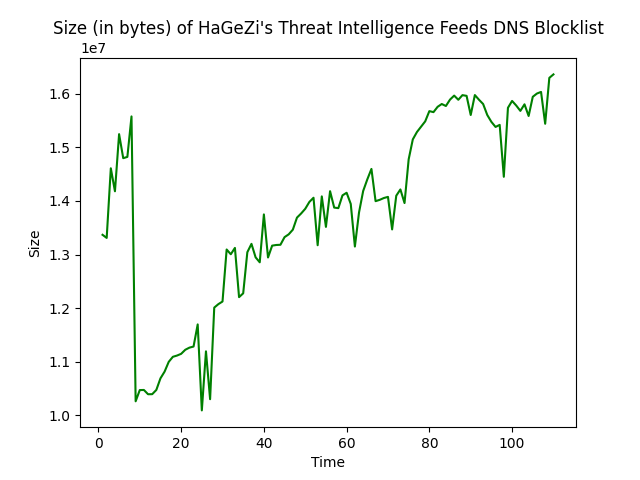 Size (in bytes) of HaGeZi's Threat Intelligence Feeds DNS Blocklist
1e7
1.6
1.5
1.4
1.3
1.2
1.1
1.0
Size
0 20 40 60 80 100
Time